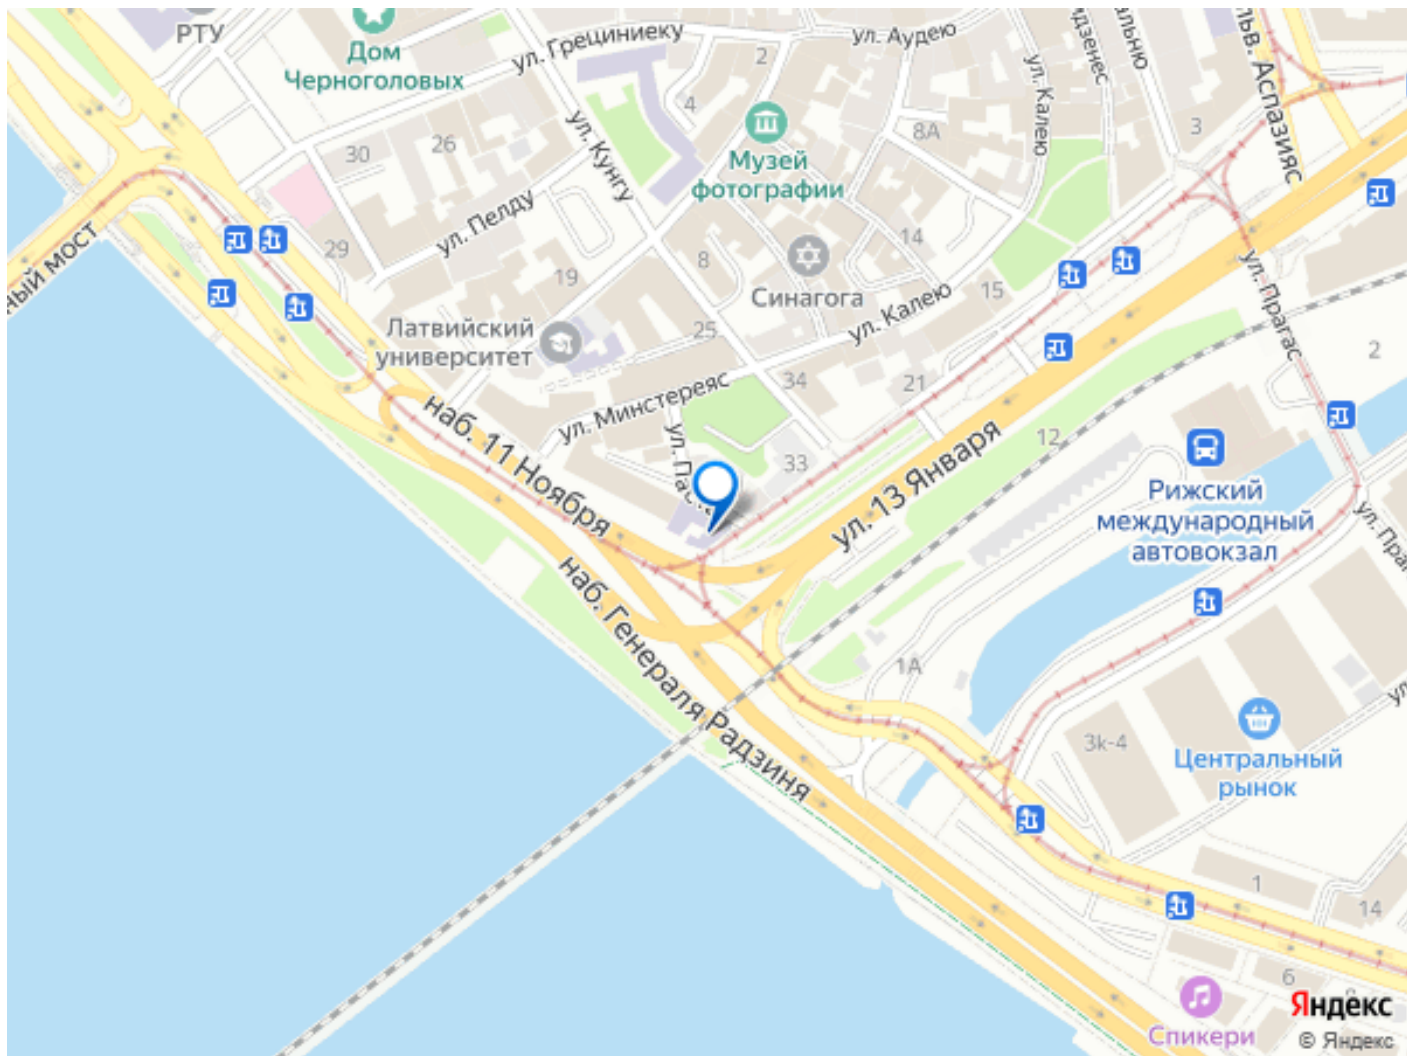 РТУ
Дом
Черноголовых
ул. Грециниеку
2
ул. Аудею
ул. Калею
бульв. Аспазияс
4
Музей
фотографии
8А
3
26
30
ул. Кунгу
ул. Пелду
29
19
8
Синагога
14
15
ул. Калею
ул. Прагас
2
Латвийский
университет
25
34
21
ул. Минстереяс
наб. 11 Ноября
33
12
ул. 13 Января
Рижский
международный
автовокзал
наб. Генераля Радзиня
1А
3k-4
Центральный
рынок
1
14
6
Спикери
Яндекс
© Яндекс